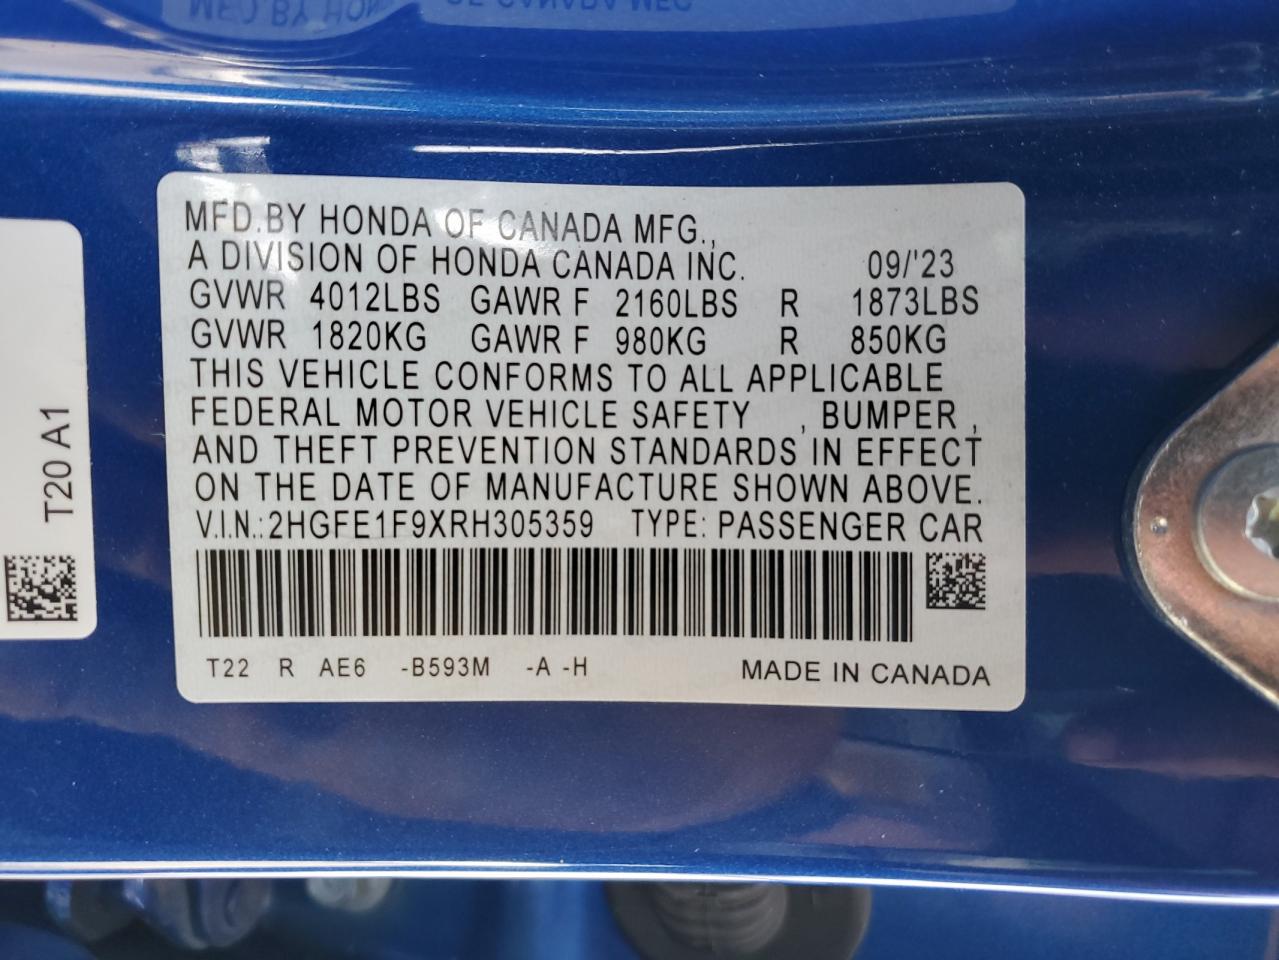 MFD.BY HONDA OF CANADA MFG.,
A DIVISION OF HONDA CANADA INC. 09/'23
GVWR 4012LBS GAWR F 2160LBS R 1873LBS
GVWR 1820KG GAWR F 980KG R 850KG
THIS VEHICLE CONFORMS TO ALL APPLICABLE
FEDERAL MOTOR VEHICLE SAFETY , BUMPER ,
AND THEFT PREVENTION STANDARDS IN EFFECT
ON THE DATE OF MANUFACTURE SHOWN ABOVE.
V.I.N.:2HGFE1F9XRH305359 TYPE: PASSENGER CAR
T22 R AE6 -B593M -A -H MADE IN CANADA
T20 A1